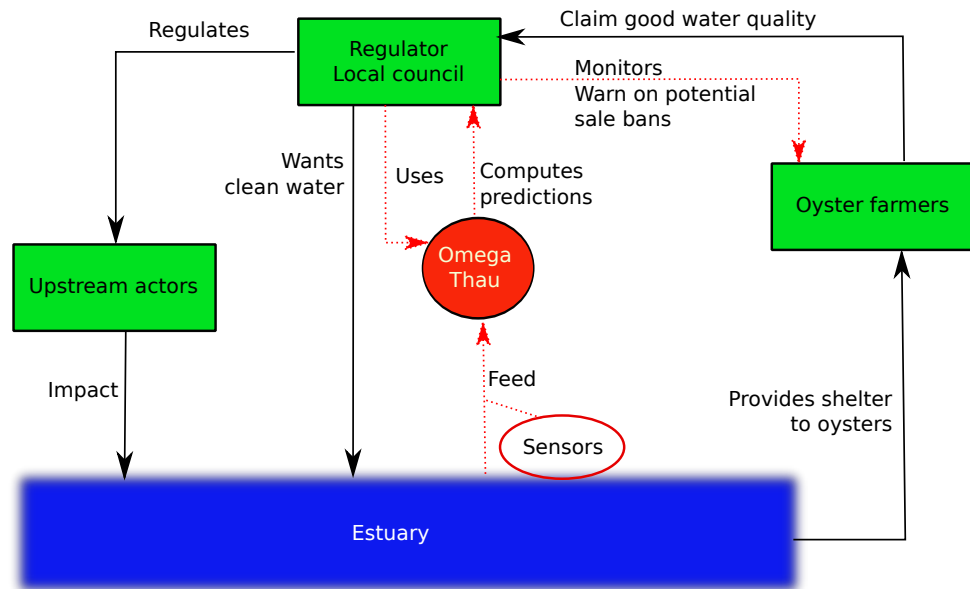 Claim good water quality
Regulates
Regulator
Local council
Monitors
Warn on potential
sale bans
Wants
clean water
Uses
Computes
predictions
Oyster farmers
Omega
Thau
Upstream actors
Impact
Feed
Provides shelter
to oysters
Sensors
Estuary